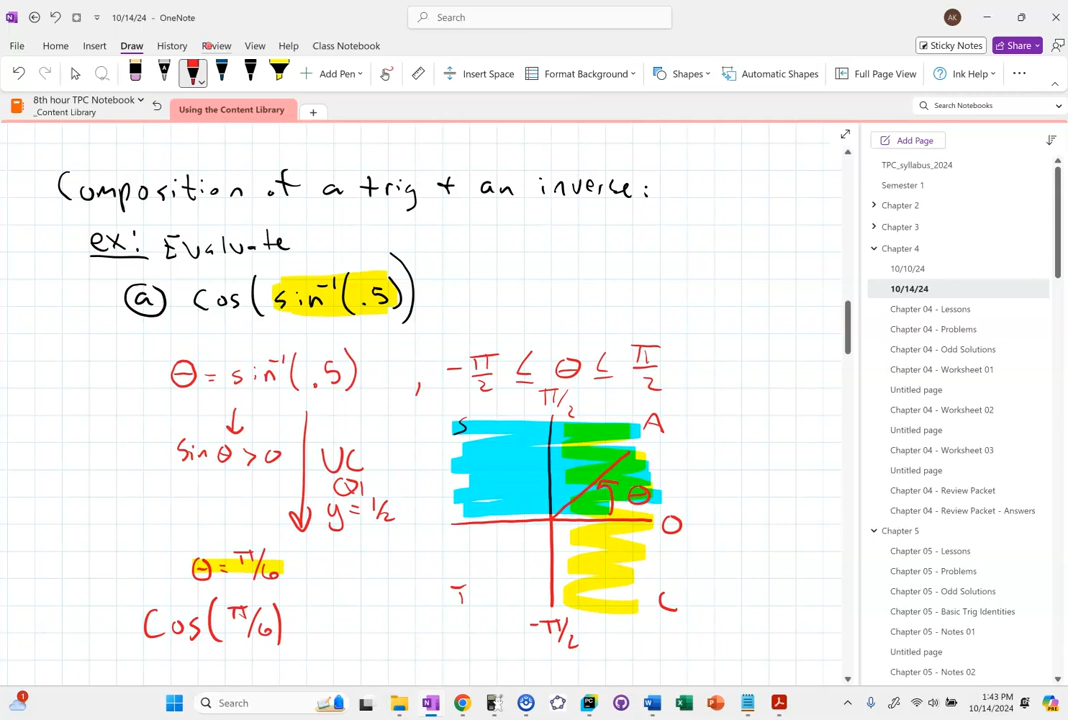 10/14/24 - OneNote
Search
AK
File Home Insert Draw History Review View Help Class Notebook
Sticky Notes Share
Add Pen Insert Space Format Background Shapes Automatic Shapes Full Page View Ink Help
8th hour TPC Notebook
_Content Library
Using the Content Library
Search Notebooks
Composition of a trig + an inverse:
ex: Evaluate
(a) cos(sin⁻¹(.5))
θ = sin⁻¹(.5) , -π/2 ≤ θ ≤ π/2
sin θ > 0
UC
QI
y = 1/2
θ = π/6
Cos(π/6)
π/2
S A
θ
0
T C
-π/2
Add Page
TPC_syllabus_2024
Semester 1
Chapter 2
Chapter 3
Chapter 4
10/10/24
10/14/24
Chapter 04 - Lessons
Chapter 04 - Problems
Chapter 04 - Odd Solutions
Chapter 04 - Worksheet 01
Untitled page
Chapter 04 - Worksheet 02
Untitled page
Chapter 04 - Worksheet 03
Untitled page
Chapter 04 - Review Packet
Chapter 04 - Review Packet - Answers
Chapter 5
Chapter 05 - Lessons
Chapter 05 - Problems
Chapter 05 - Odd Solutions
Chapter 05 - Basic Trig Identities
Chapter 05 - Notes 01
Untitled page
Chapter 05 - Notes 02
1
Search
1:43 PM
10/14/2024